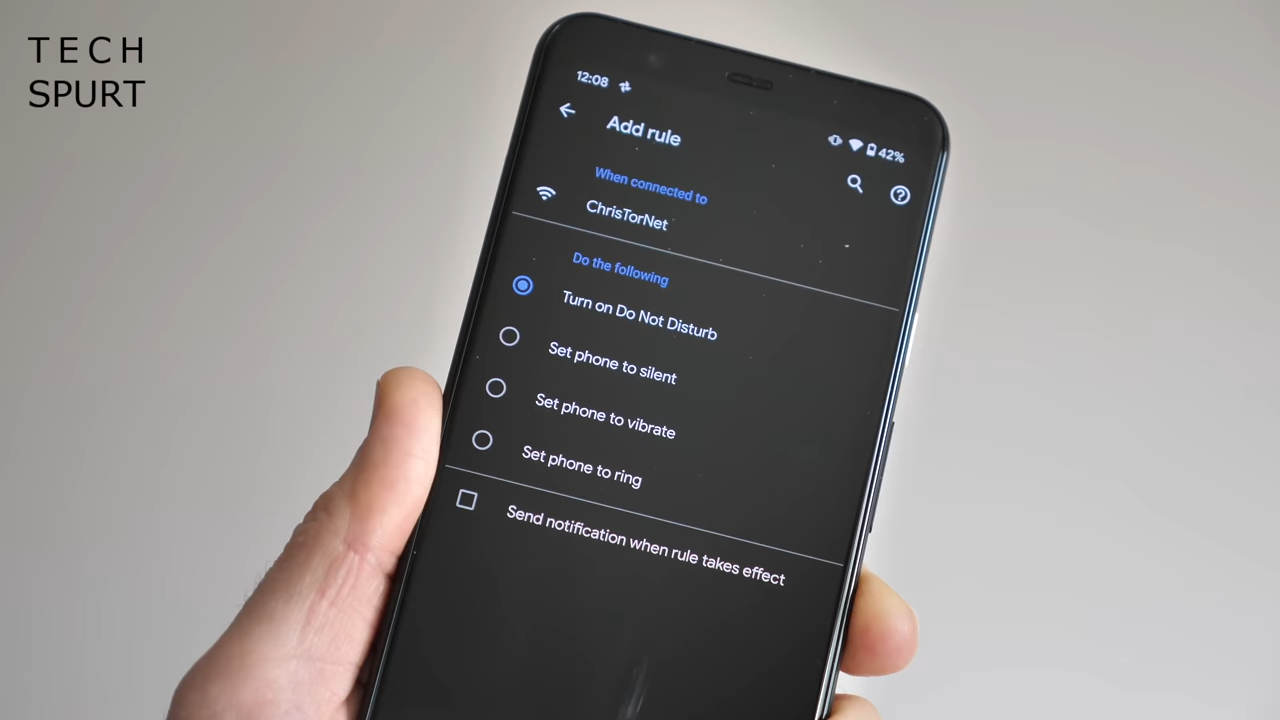 TECH
SPURT
12:08
42%
Add rule
When connected to
ChrisTorNet
Do the following
Turn on Do Not Disturb
Set phone to silent
Set phone to vibrate
Set phone to ring
Send notification when rule takes effect